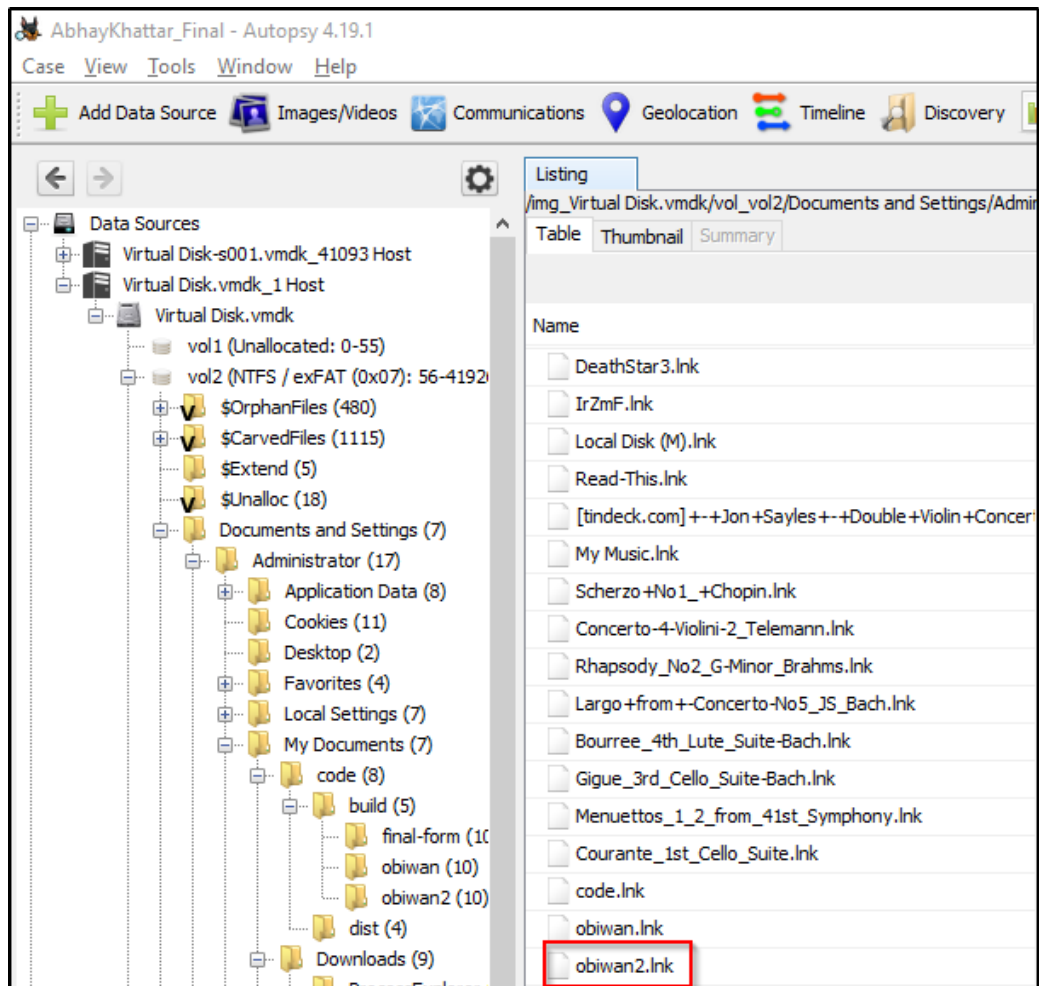 AbhayKhattar_Final - Autopsy 4.19.1
Case View Tools Window Help
Add Data Source Images/Videos Communications Geolocation Timeline Discovery
Data Sources
Virtual Disk-s001.vmdk_41093 Host
Virtual Disk.vmdk_1 Host
Virtual Disk.vmdk
vol1 (Unallocated: 0-55)
vol2 (NTFS / exFAT (0x07): 56-4192
$OrphanFiles (480)
$CarvedFiles (1115)
$Extend (5)
$Unalloc (18)
Documents and Settings (7)
Administrator (17)
Application Data (8)
Cookies (11)
Desktop (2)
Favorites (4)
Local Settings (7)
My Documents (7)
code (8)
build (5)
final-form (10
obiwan (10)
obiwan2 (10)
dist (4)
Downloads (9)
Listing
/img_Virtual Disk.vmdk/vol_vol2/Documents and Settings/Admin
Table Thumbnail Summary
Name
DeathStar3.lnk
IrZmF.lnk
Local Disk (M).lnk
Read-This.lnk
[tindeck.com]+-+Jon+Sayles+-+Double+Violin+Concer
My Music.lnk
Scherzo+No1_+Chopin.lnk
Concerto-4-Violini-2_Telemann.lnk
Rhapsody_No2_G-Minor_Brahms.lnk
Largo+from+-Concerto-No5_JS_Bach.lnk
Bourree_4th_Lute_Suite-Bach.lnk
Gigue_3rd_Cello_Suite-Bach.lnk
Menuettos_1_2_from_41st_Symphony.lnk
Courante_1st_Cello_Suite.lnk
code.lnk
obiwan.lnk
obiwan2.lnk